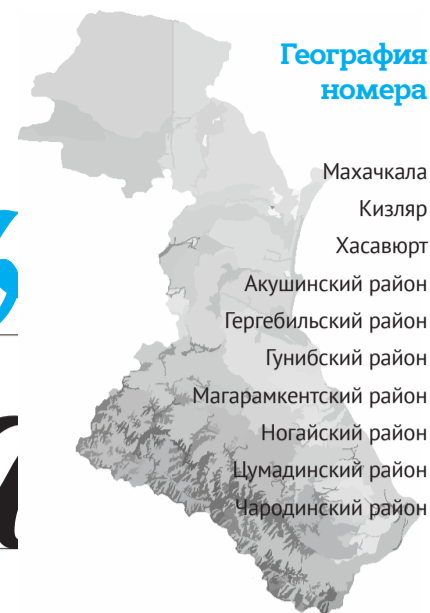 География
номера
Махачкала
Кизляр
Хасавюрт
Акушинский район
Гергебильский район
Гунибский район
Магарамкентский район
Ногайский район
Цумадинский район
Чародинский район